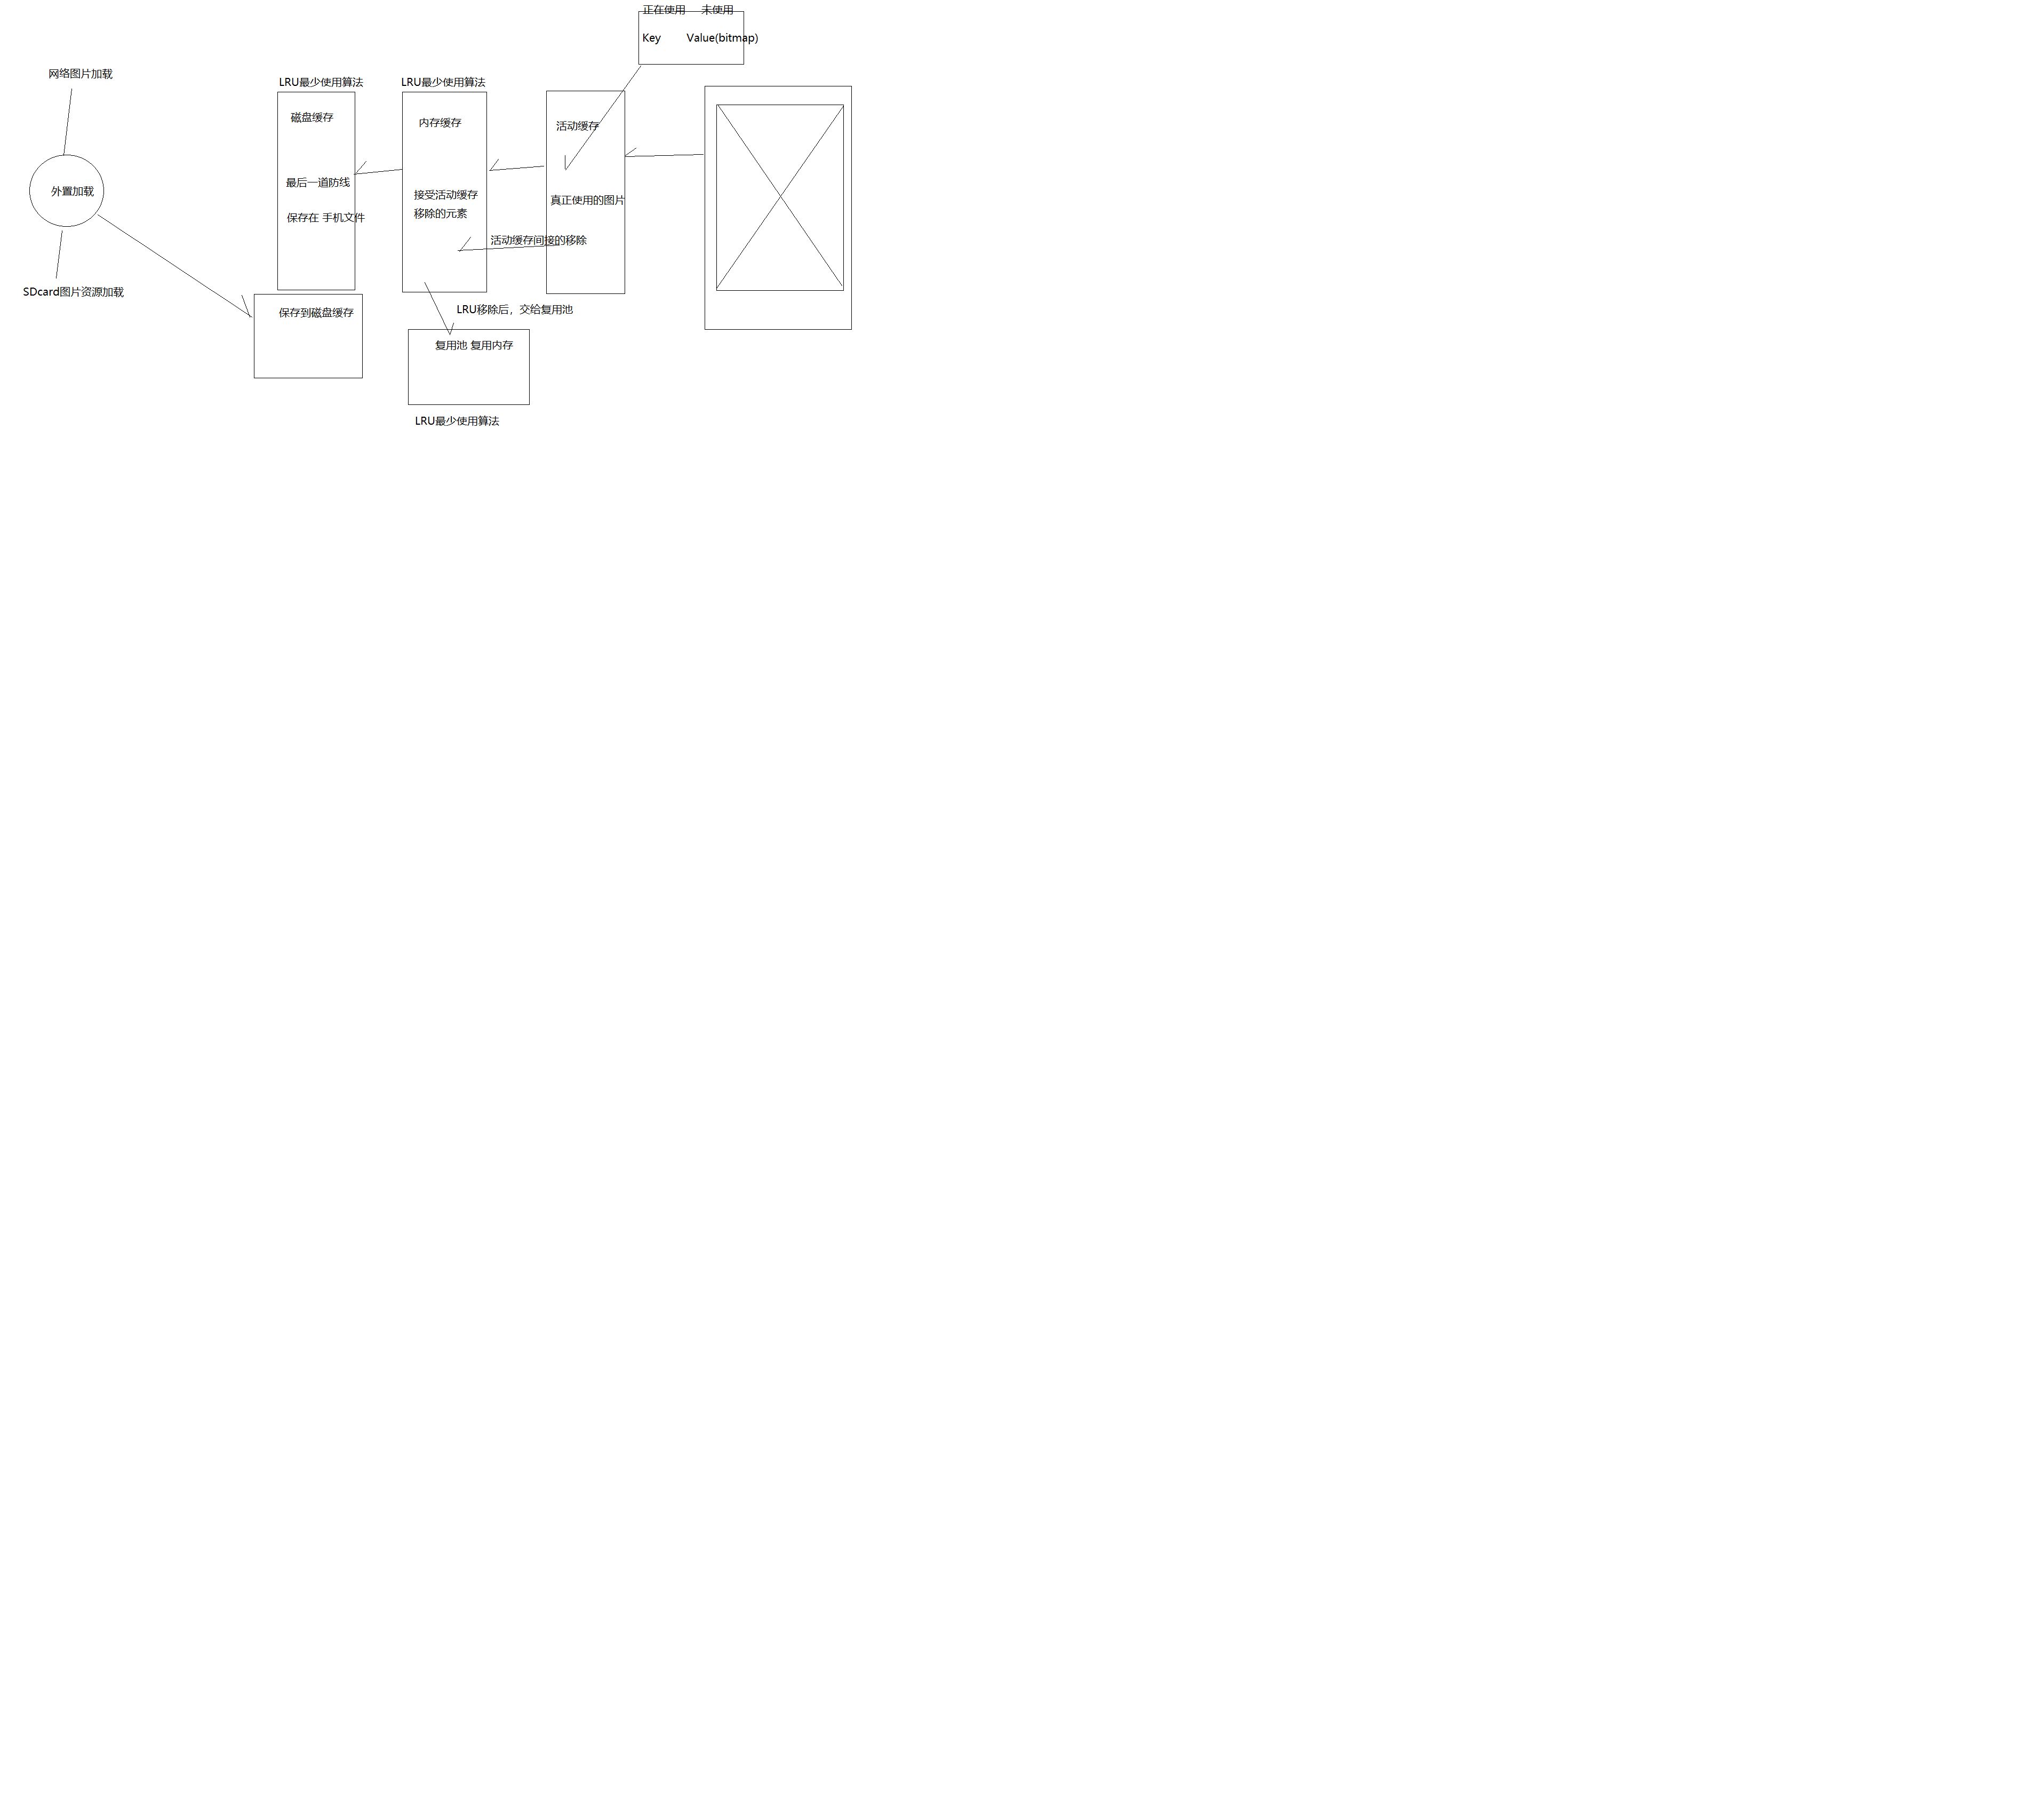 正在使用 未使用
Key Value(bitmap)
网络图片加载
LRU最少使用算法
LRU最少使用算法
磁盘缓存
内存缓存
活动缓存
最后一道防线
外置加载
接受活动缓存
移除的元素
真正使用的图片
保存在 手机文件
活动缓存间接的移除
SDcard图片资源加载
保存到磁盘缓存
LRU移除后，交给复用池
复用池 复用内存
LRU最少使用算法